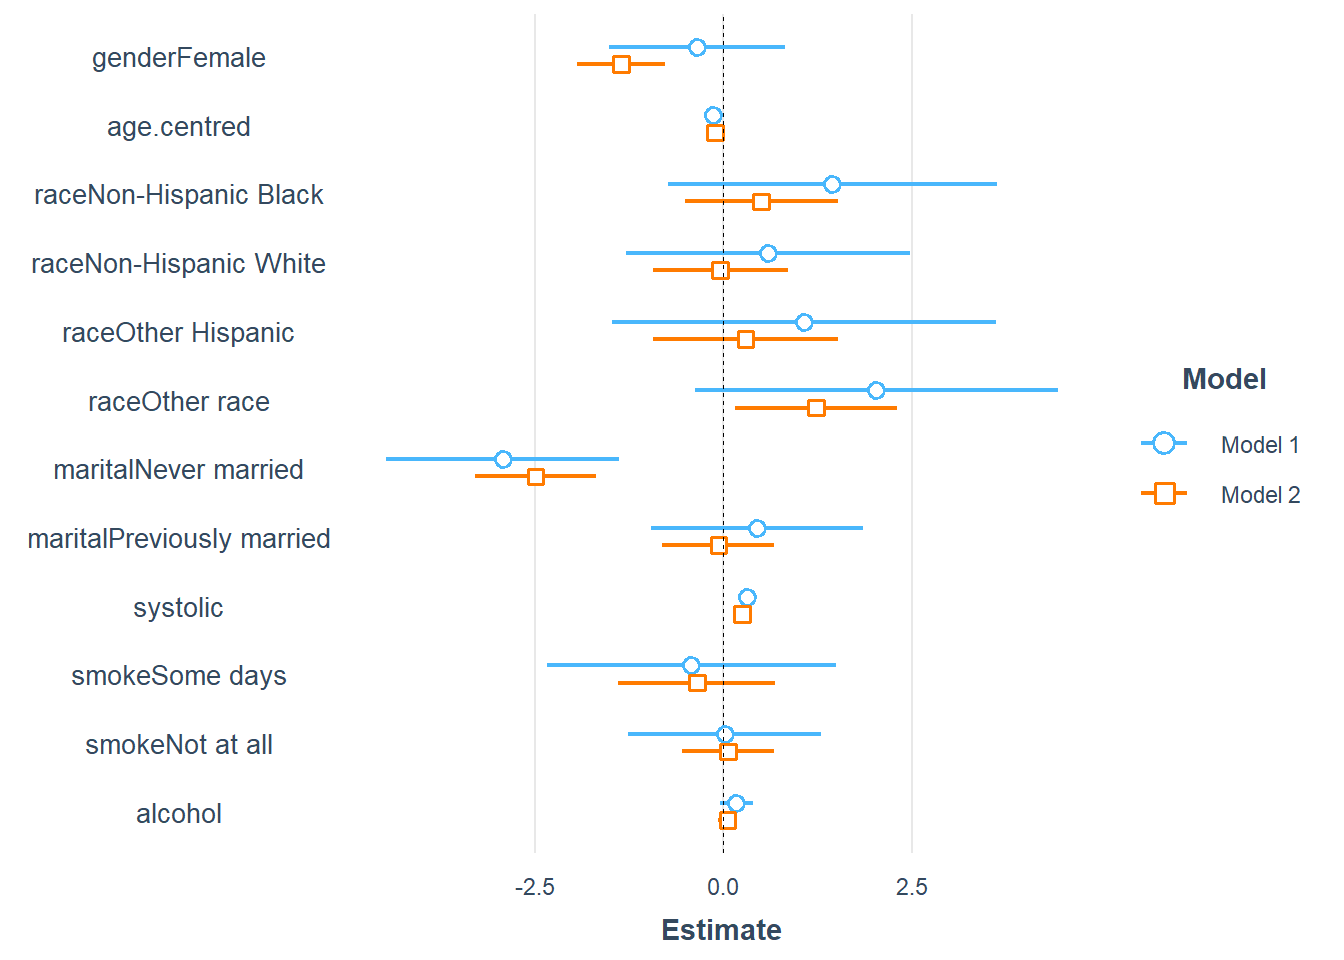 genderFemale
age.centred
raceNon-Hispanic Black
raceNon-Hispanic White
raceOther Hispanic
raceOther race
maritalNever married
maritalPreviously married
systolic
smokeSome days
smokeNot at all
alcohol
-2.5 0.0 2.5
Estimate
Model
Model 1
Model 2